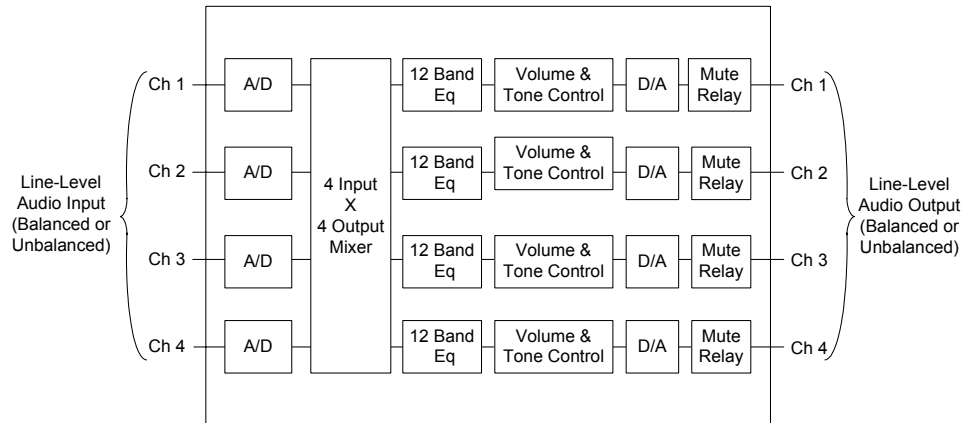 Line-Level
Audio Input
(Balanced or
Unbalanced)
Ch 1
A/D
Ch 2
A/D
Ch 3
A/D
Ch 4
A/D
4 Input
X
4 Output
Mixer
12 Band
Eq
Volume &
Tone Control
D/A
Mute
Relay
Ch 1
12 Band
Eq
Volume &
Tone Control
D/A
Mute
Relay
Ch 2
12 Band
Eq
Volume &
Tone Control
D/A
Mute
Relay
Ch 3
12 Band
Eq
Volume &
Tone Control
D/A
Mute
Relay
Ch 4
Line-Level
Audio Output
(Balanced or
Unbalanced)